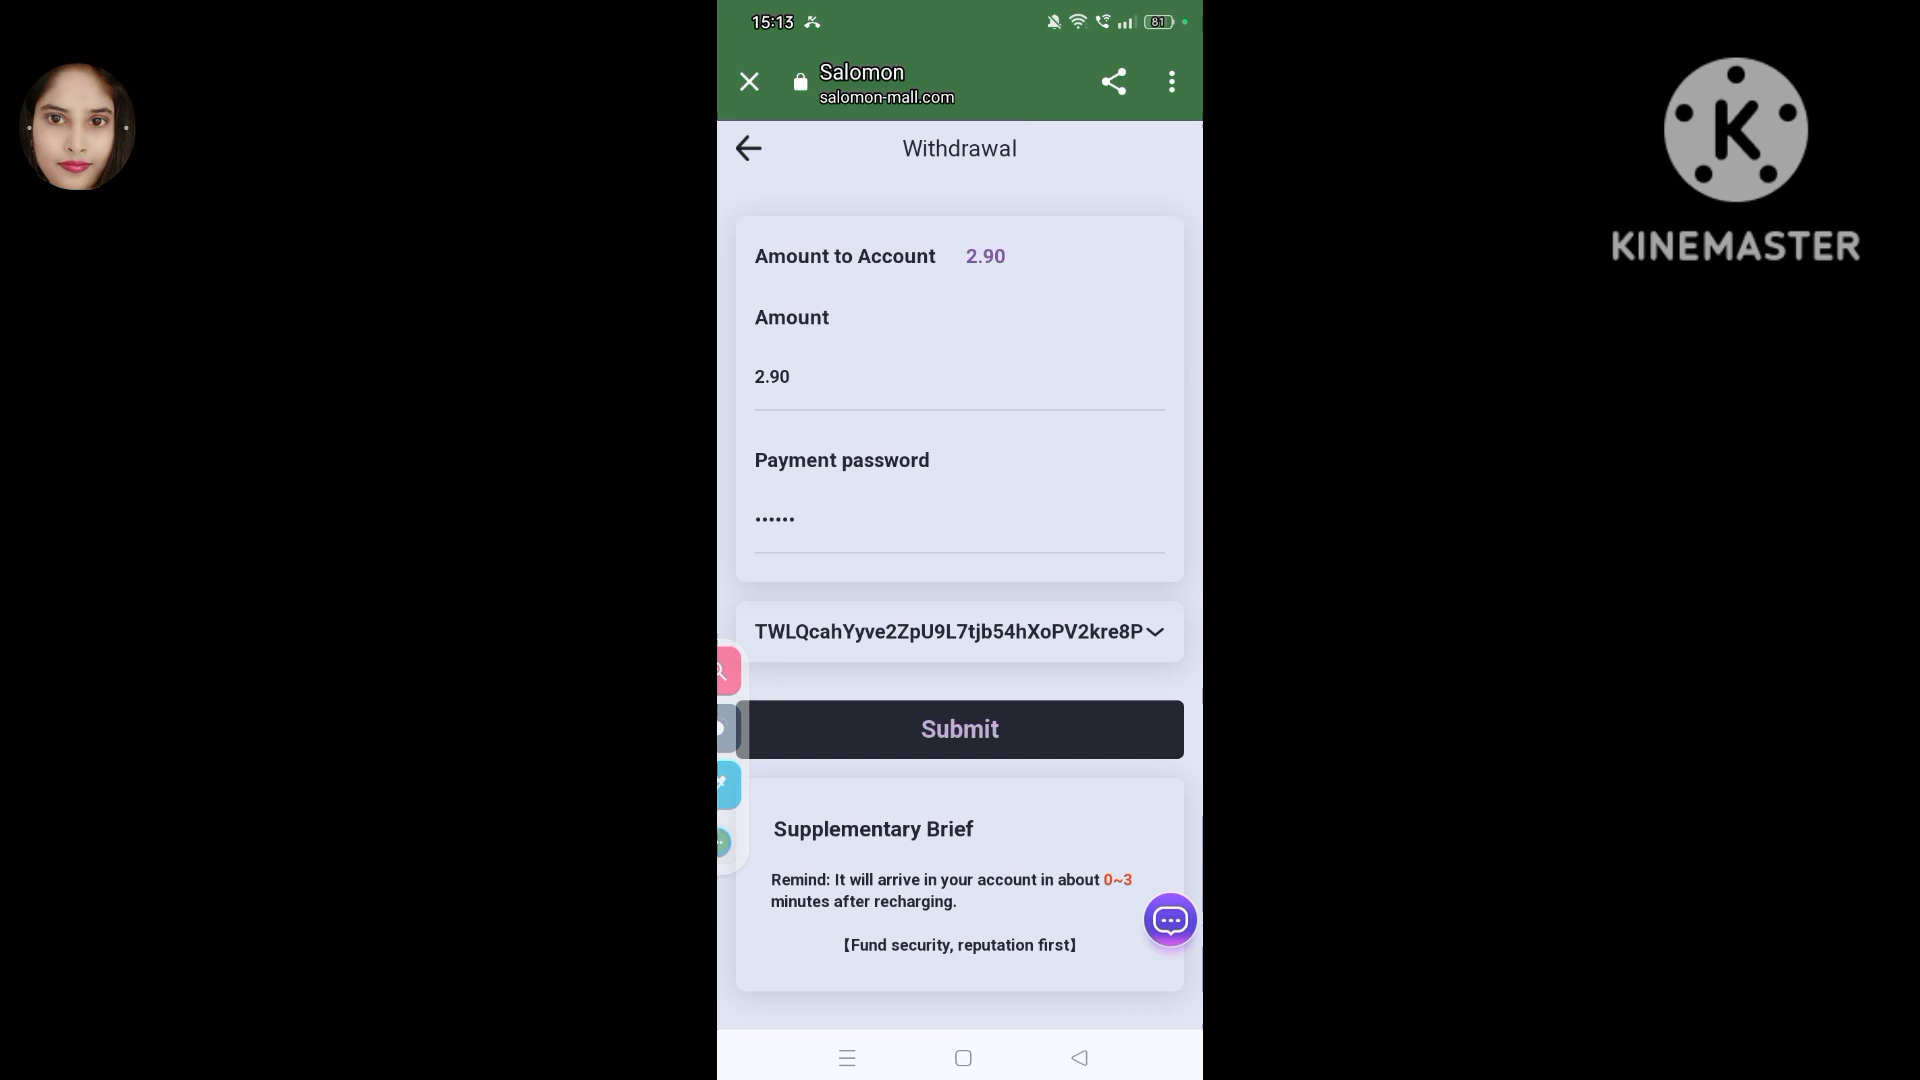 15:13
81
Salomon
salomon-mall.com
Withdrawal
Amount to Account 2.90
Amount
2.90
Payment password
••••••
TWLQcahYyve2ZpU9L7tjb54hXoPV2kre8P
Submit
Supplementary Brief
Remind: It will arrive in your account in about 0~3
minutes after recharging.
【Fund security, reputation first】
K
KINEMASTER